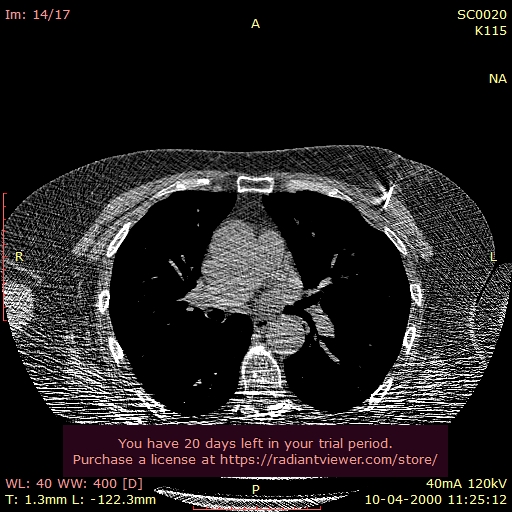 Im: 14/17
SC0020
K115
A
NA
R
L
You have 20 days left in your trial period.
Purchase a license at https://radiantviewer.com/store/
WL: 40 WW: 400 [D]
T: 1.3mm L: -122.3mm
P
40mA 120kV
10-04-2000 11:25:12